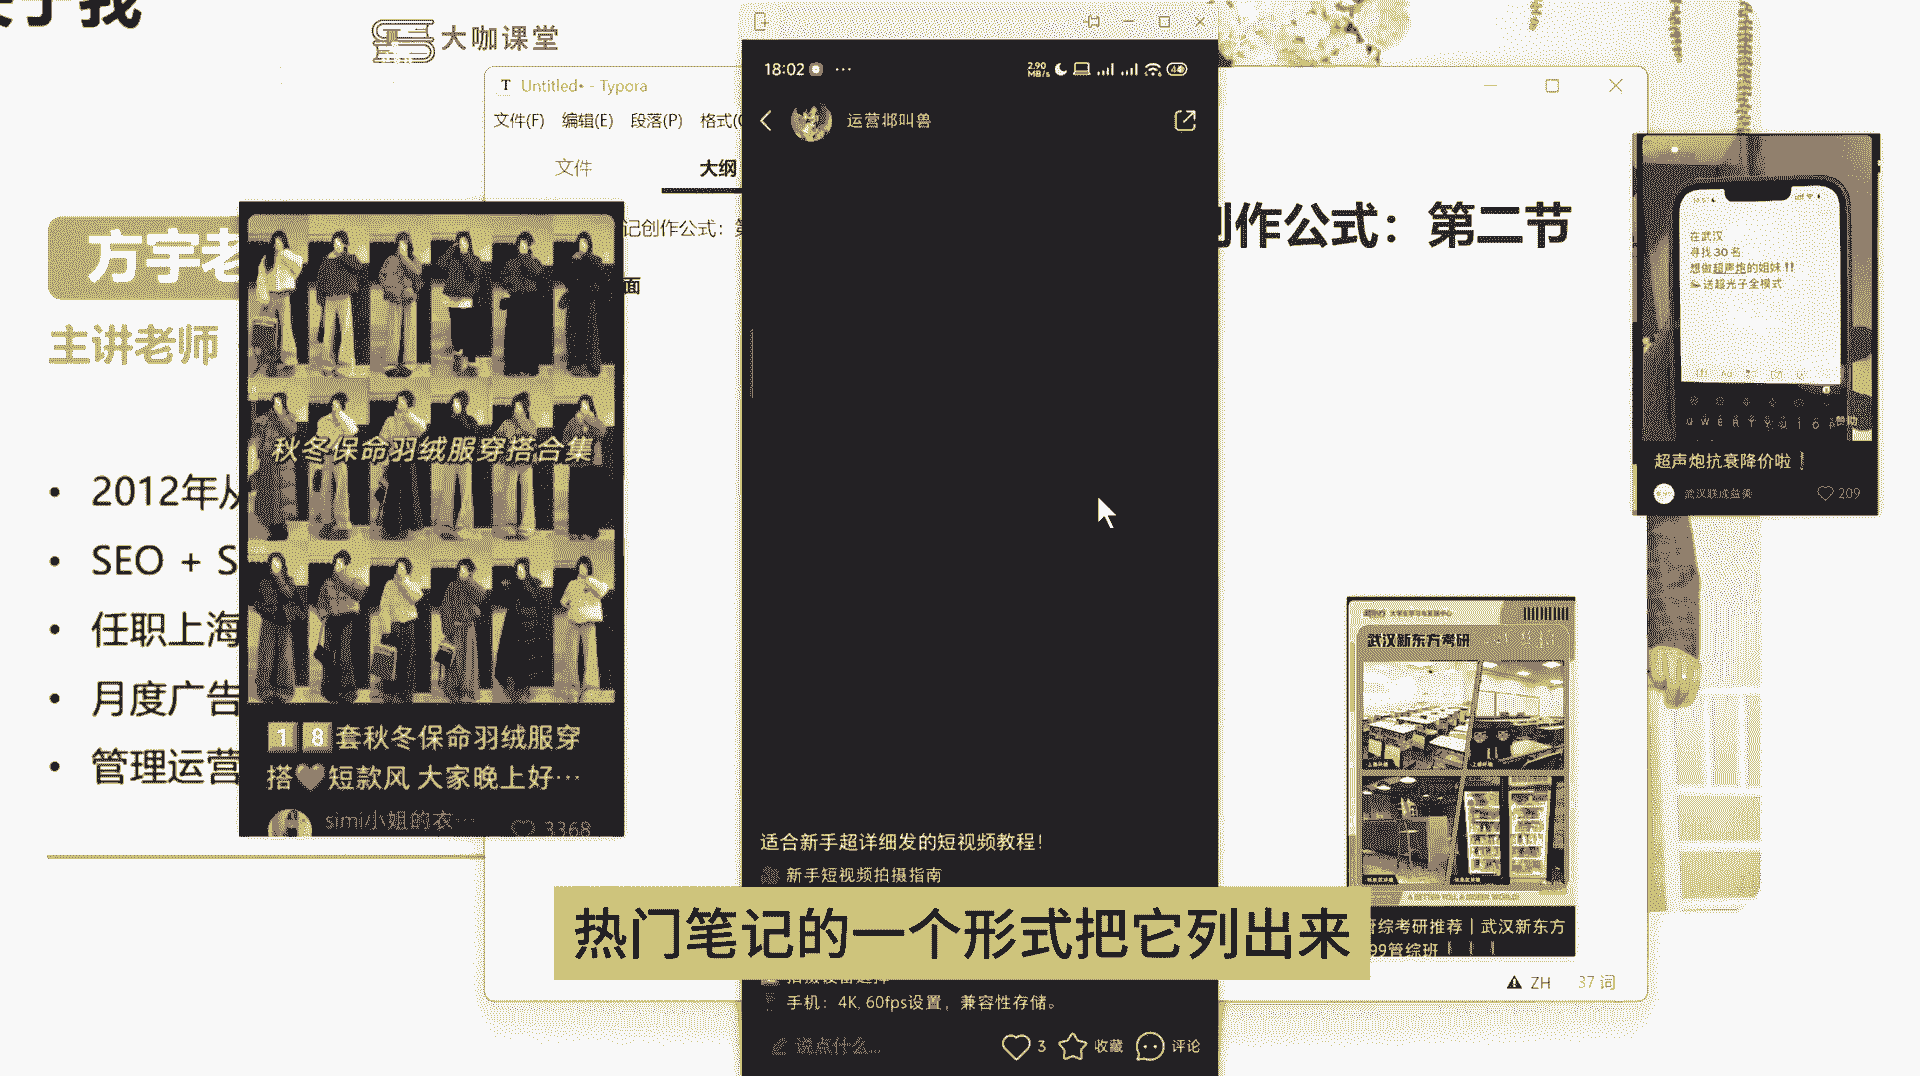 大咖课堂
Untitled• - Typora
文件(F) 编辑(E) 段落(P) 格式(
文件
大纲
记创作公式：
面
创作公式：第二节
方宇老
主讲老师
2012年从
SEO + S
任职上海
月度广告
管理运营
秋冬保命羽绒服穿搭合集
18套秋冬保命羽绒服穿
搭🖤短款风 大家晚上好…
simi小姐的衣…
3368
18:02
2.90 MB/s
运营那叫兽
适合新手超详细发的短视频教程！
新手短视频拍摄指南
手机：4K, 60fps设置，兼容性存储。
说点什么...
3 收藏 评论
热门笔记的一个形式把它列出来
在武汉
寻找30名
想做超声炮的姐妹‼
送超光子全模式
赞助
超声炮抗衰降价啦
209
武汉新东方考研
管综考研推荐｜武汉新东方
99管综班
ZH 37 词